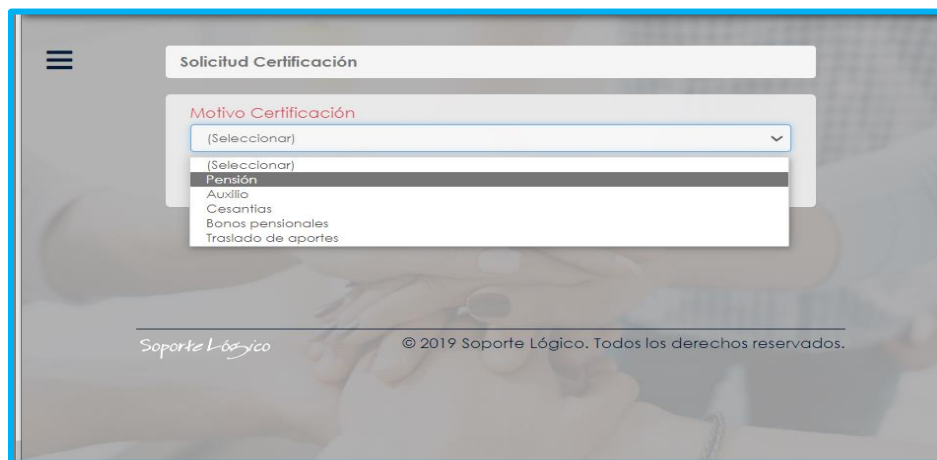 Solicitud Certificación
Motivo Certificación
(Seleccionar)
(Seleccionar)
Pensión
Auxilio
Cesantias
Bonos pensionales
Traslado de aportes
Soporte Lógico
© 2019 Soporte Lógico. Todos los derechos reservados.